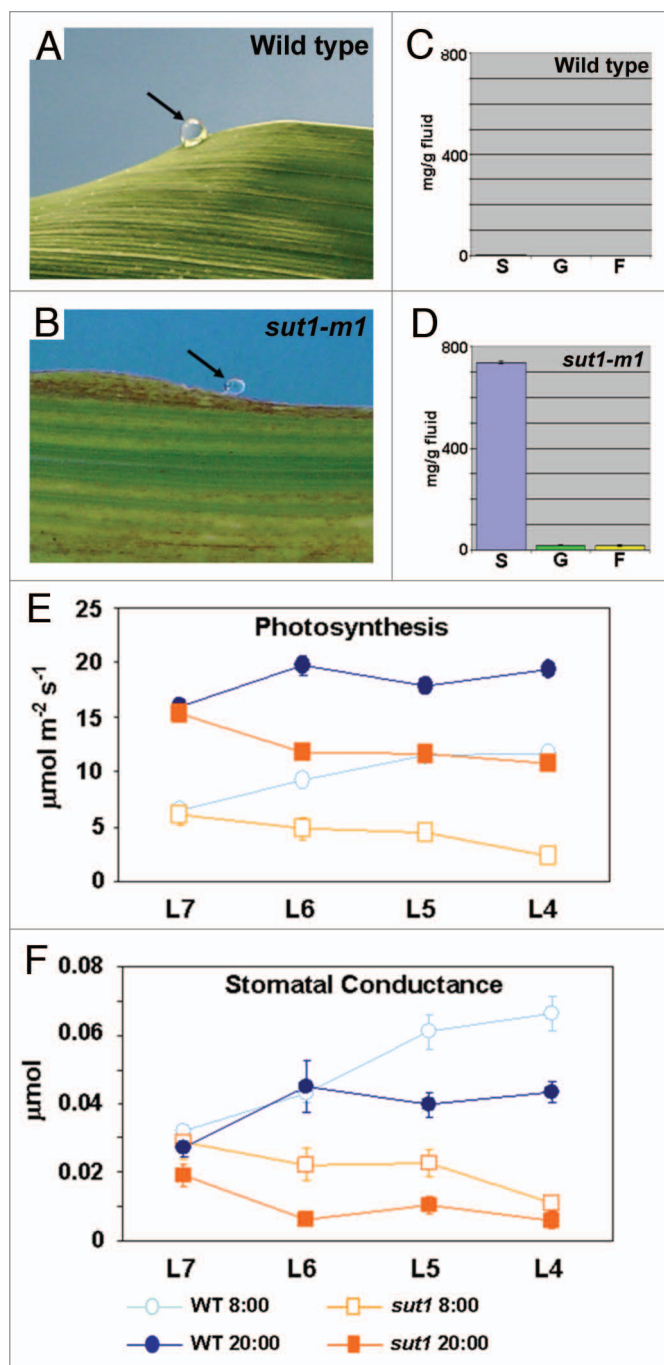 A
Wild type
C
800
Wild type
mg/g fluid
400
0
S G F
B
sut1-m1
D
800
sut1-m1
mg/g fluid
400
0
S G F
E
Photosynthesis
25
20
15
10
5
0
µmol m-2 s-1
L7 L6 L5 L4
F
Stomatal Conductance
0.08
0.06
0.04
0.02
0
µmol
L7 L6 L5 L4
WT 8:00 sut1 8:00
WT 20:00 sut1 20:00